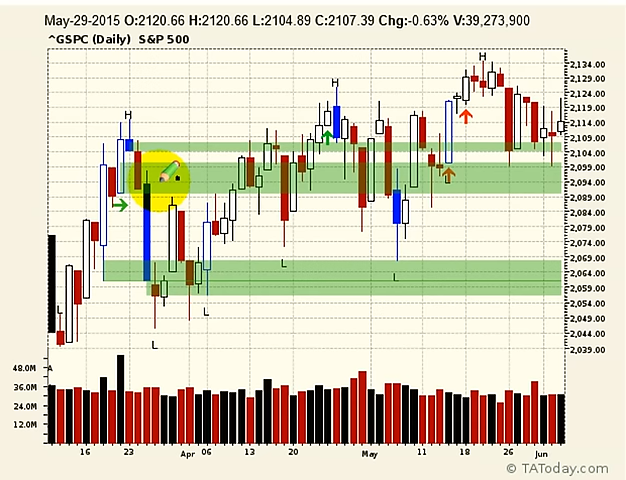 May-29-2015 O:2120.66 H:2120.66 L:2104.89 C:2107.39 Chg:-0.63% V:39,273,900
^GSPC (Daily) S&P 500
H
H
H
2,134.00
2,129.00
2,124.00
2,119.00
2,114.00
2,109.00
2,104.00
2,099.00
2,094.00
2,089.00
2,084.00
2,079.00
2,074.00
2,069.00
2,064.00
2,059.00
2,054.00
2,049.00
2,044.00
2,039.00
L
L
L
L
L
L
48.0M
36.0M
24.0M
12.0M
16 23 Apr 06 13 20 May 11 18 26 Jun
© TAToday.com